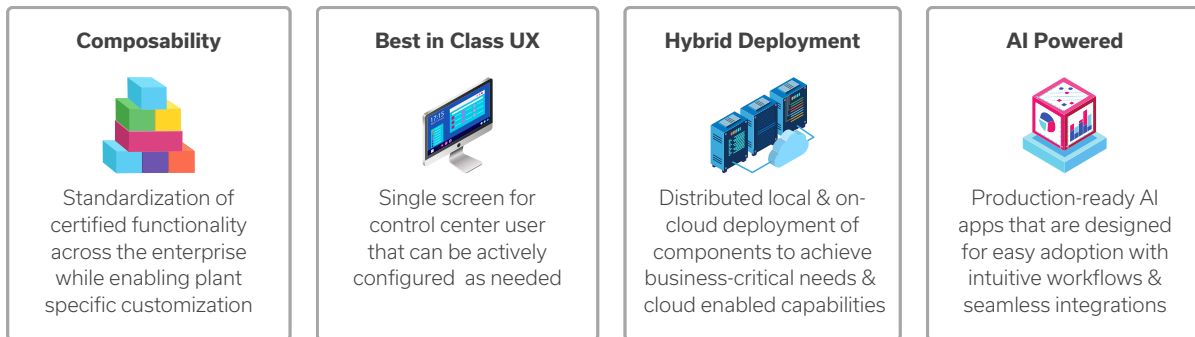 Composability
Standardization of
certified functionality
across the enterprise
while enabling plant
specific customization
Best in Class UX
17:15
Single screen for
control center user
that can be actively
configured  as needed
Hybrid Deployment
Distributed local & on-
cloud deployment of
components to achieve
business-critical needs &
cloud enabled capabilities
AI Powered
Production-ready AI
apps that are designed
for easy adoption with
intuitive workflows &
seamless integrations